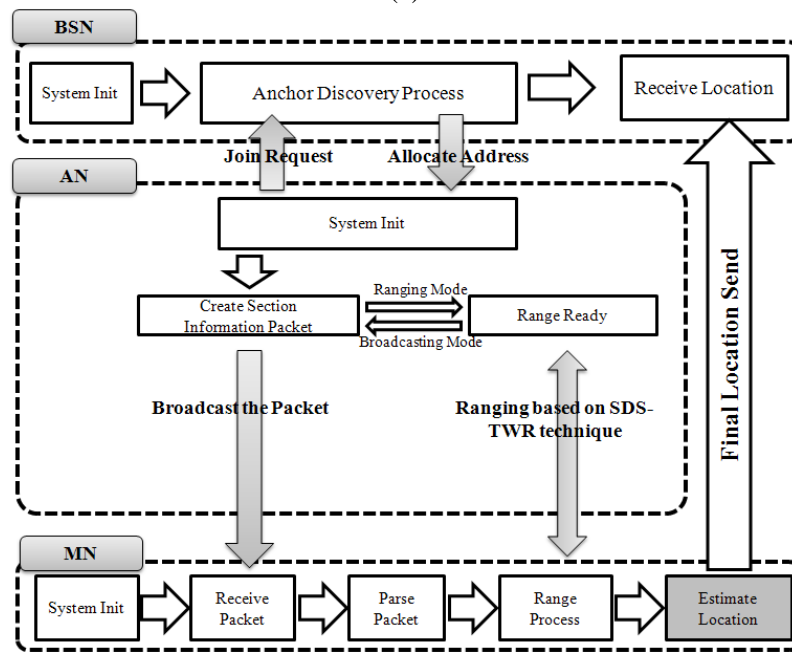 BSN
System Init
Anchor Discovery Process
Receive Location
Join Request
Allocate Address
AN
System Init
Ranging Mode
Create Section
Information Packet
Range Ready
Broadcasting Mode
Broadcast the Packet
Ranging based on SDS-
TWR technique
Final Location Send
MN
System Init
Receive
Packet
Parse
Packet
Range
Process
Estimate
Location